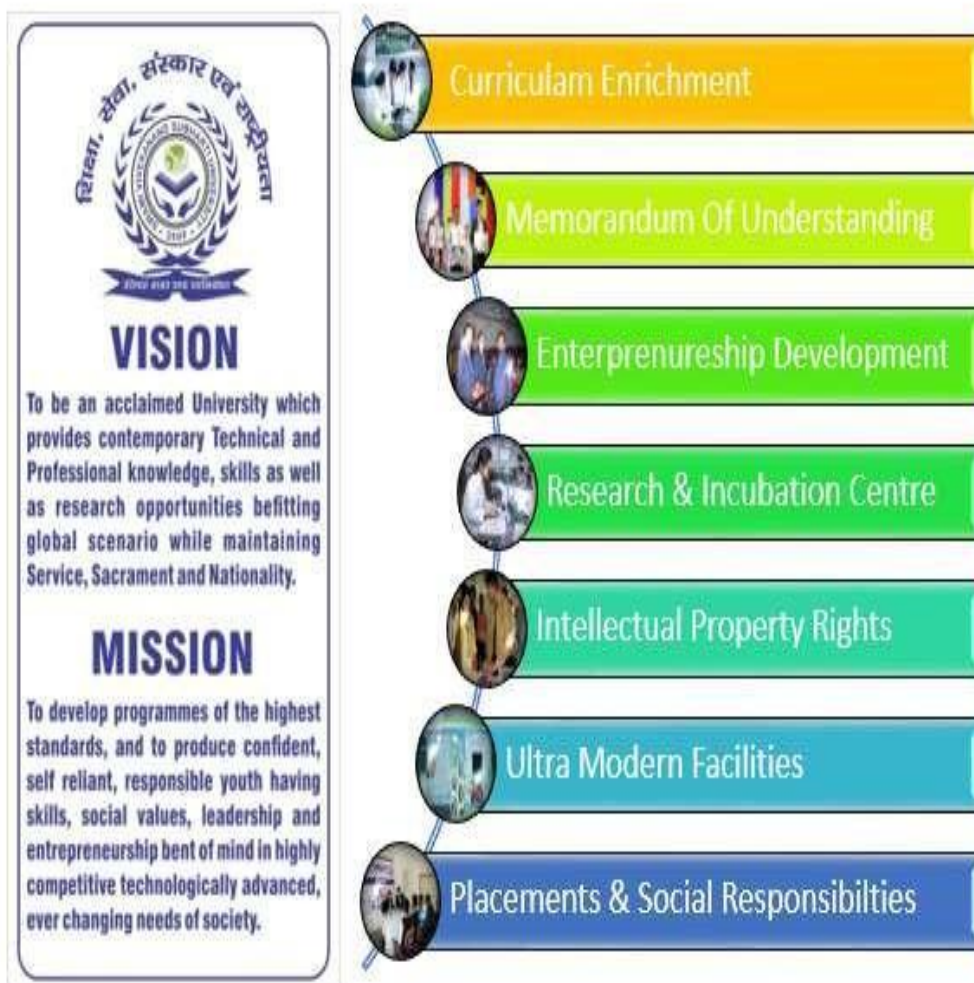 शिक्षा, सेवा, संस्कार एवं राष्ट्रीयता
SWAMI VIVEKANAND SUBHARTI UNIVERSITY
VISION
To be an acclaimed University which
provides contemporary Technical and
Professional knowledge, skills as well
as research opportunities befitting
global scenario while maintaining
Service, Sacrament and Nationality.
MISSION
To develop programmes of the highest
standards, and to produce confident,
self reliant, responsible youth having
skills, social values, leadership and
entrepreneurship bent of mind in highly
competitive technologically advanced,
ever changing needs of society.
Curriculam Enrichment
Memorandum Of Understanding
Enterprenureship Development
Research & Incubation Centre
Intellectual Property Rights
Ultra Modern Facilities
Placements & Social Responsibilties